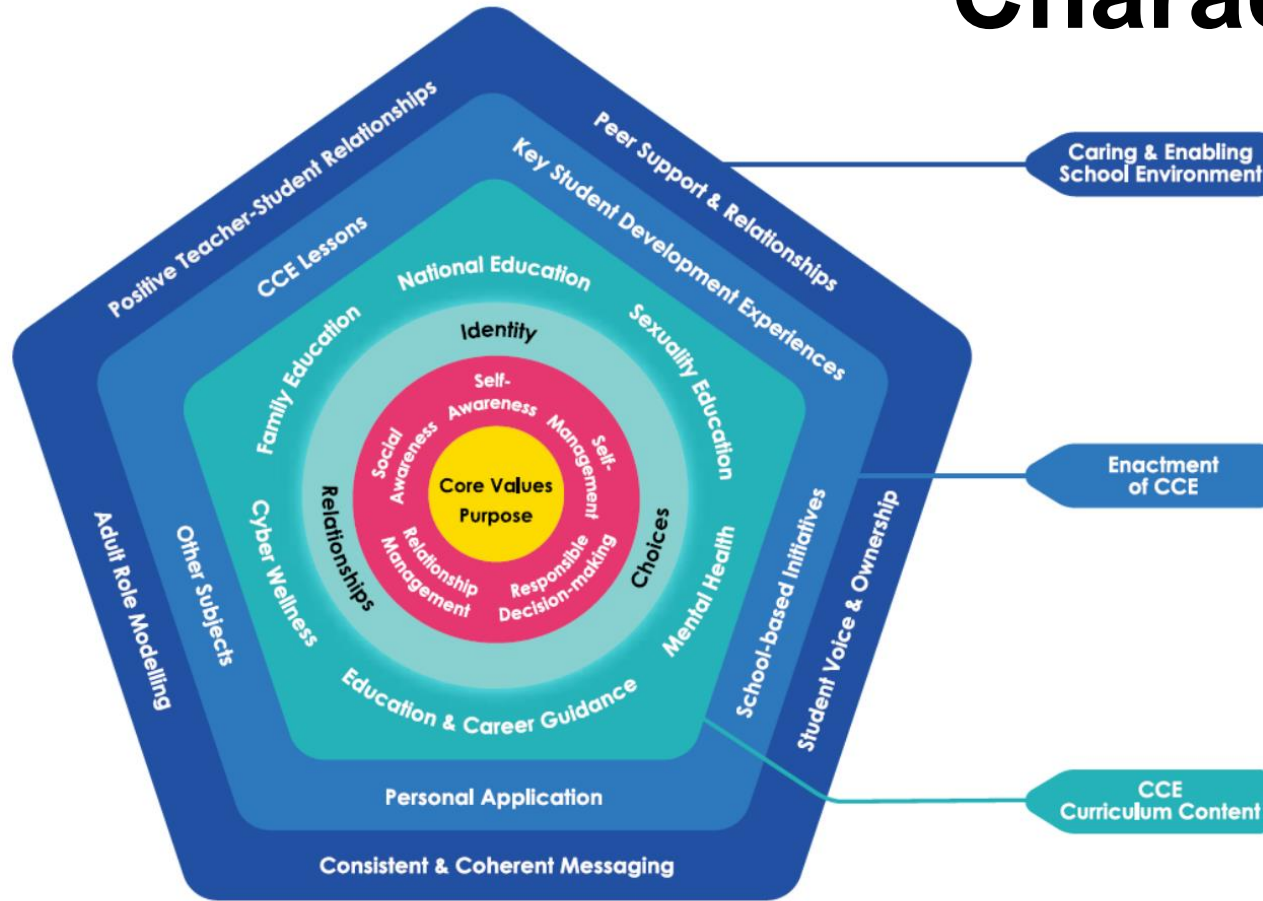 Charac
Positive Teacher-Student Relationships
Peer Support & Relationships
Caring & Enabling
School Environment
CCE Lessons
Key Student Development Experiences
Family Education
National Education
Sexuality Education
Identity
Self-
Awareness
Social
Awareness
Self-
Management
Core Values
Purpose
Enactment
of CCE
Relationships
Choices
Relationship
Management
Responsible
Decision-making
Adult Role Modelling
Other Subjects
Cyber Wellness
Mental Health
School-based Initiatives
Student Voice & Ownership
Education & Career Guidance
CCE
Curriculum Content
Personal Application
Consistent & Coherent Messaging